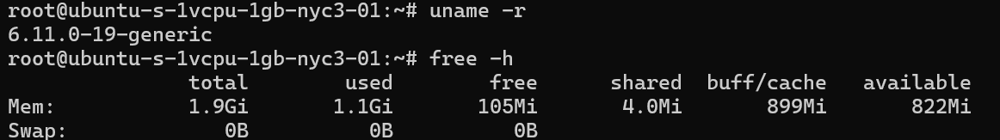 root@ubuntu-s-1vcpu-1gb-nyc3-01:~# uname -r
6.11.0-19-generic
root@ubuntu-s-1vcpu-1gb-nyc3-01:~# free -h
               total        used        free      shared  buff/cache   available
Mem:           1.9Gi       1.1Gi       105Mi       4.0Mi       899Mi       822Mi
Swap:             0B          0B          0B